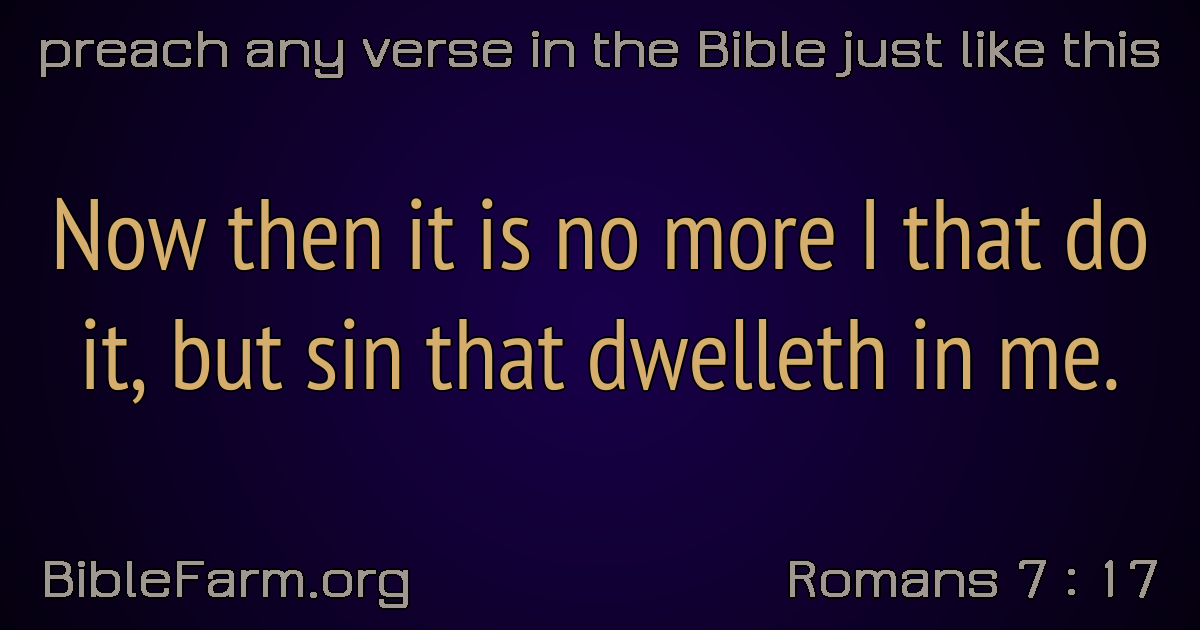 preach any verse in the Bible just like this
Now then it is no more I that do
it, but sin that dwelleth in me.
BibleFarm.org
Romans 7 : 17